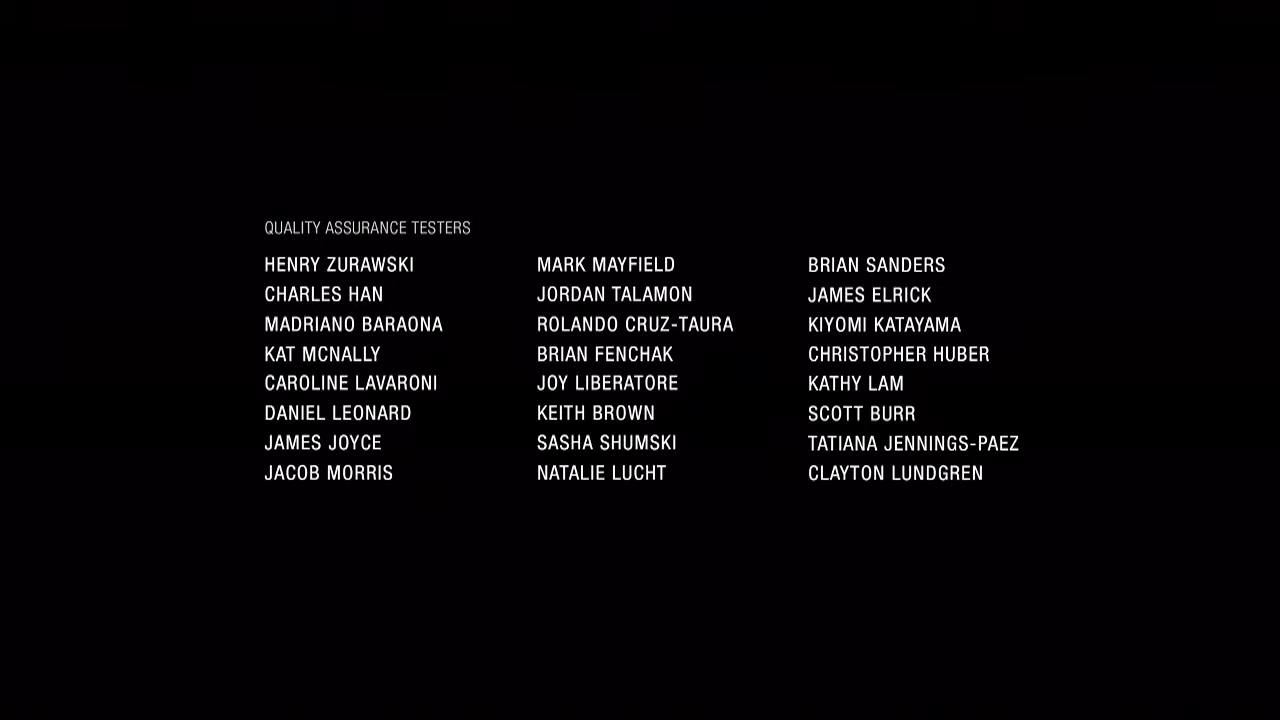 QUALITY ASSURANCE TESTERS
HENRY ZURAWSKI
CHARLES HAN
MADRIANO BARAONA
KAT MCNALLY
CAROLINE LAVARONI
DANIEL LEONARD
JAMES JOYCE
JACOB MORRIS
MARK MAYFIELD
JORDAN TALAMON
ROLANDO CRUZ-TAURA
BRIAN FENCHAK
JOY LIBERATORE
KEITH BROWN
SASHA SHUMSKI
NATALIE LUCHT
BRIAN SANDERS
JAMES ELRICK
KIYOMI KATAYAMA
CHRISTOPHER HUBER
KATHY LAM
SCOTT BURR
TATIANA JENNINGS-PAEZ
CLAYTON LUNDGREN